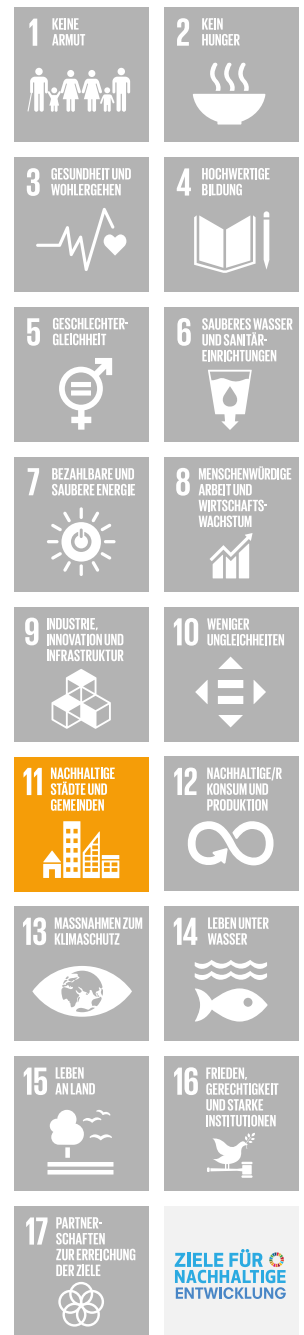 1 KEINE
ARMUT
2 KEIN
HUNGER
3 GESUNDHEIT UND
WOHLERGEHEN
4 HOCHWERTIGE
BILDUNG
5 GESCHLECHTER-
GLEICHHEIT
6 SAUBERES WASSER
UND SANITÄR-
EINRICHTUNGEN
7 BEZAHLBARE UND
SAUBERE ENERGIE
8 MENSCHENWÜRDIGE
ARBEIT UND
WIRTSCHAFTS-
WACHSTUM
9 INDUSTRIE,
INNOVATION UND
INFRASTRUKTUR
10 WENIGER
UNGLEICHHEITEN
11 NACHHALTIGE
STÄDTE UND
GEMEINDEN
12 NACHHALTIGE/R
KONSUM UND
PRODUKTION
13 MASSNAHMEN ZUM
KLIMASCHUTZ
14 LEBEN UNTER
WASSER
15 LEBEN
AN LAND
16 FRIEDEN,
GERECHTIGKEIT
UND STARKE
INSTITUTIONEN
17 PARTNER-
SCHAFTEN
ZUR ERREICHUNG
DER ZIELE
ZIELE FÜR
NACHHALTIGE
ENTWICKLUNG